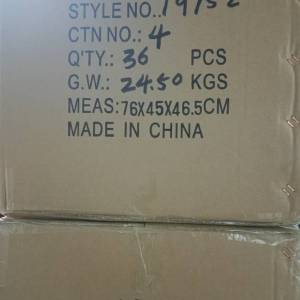 STYLE NO.:
CTN NO.: 4
Q'TY.: 36 PCS
G.W.: 24.50 KGS
MEAS: 76X45X46.5CM
MADE IN CHINA